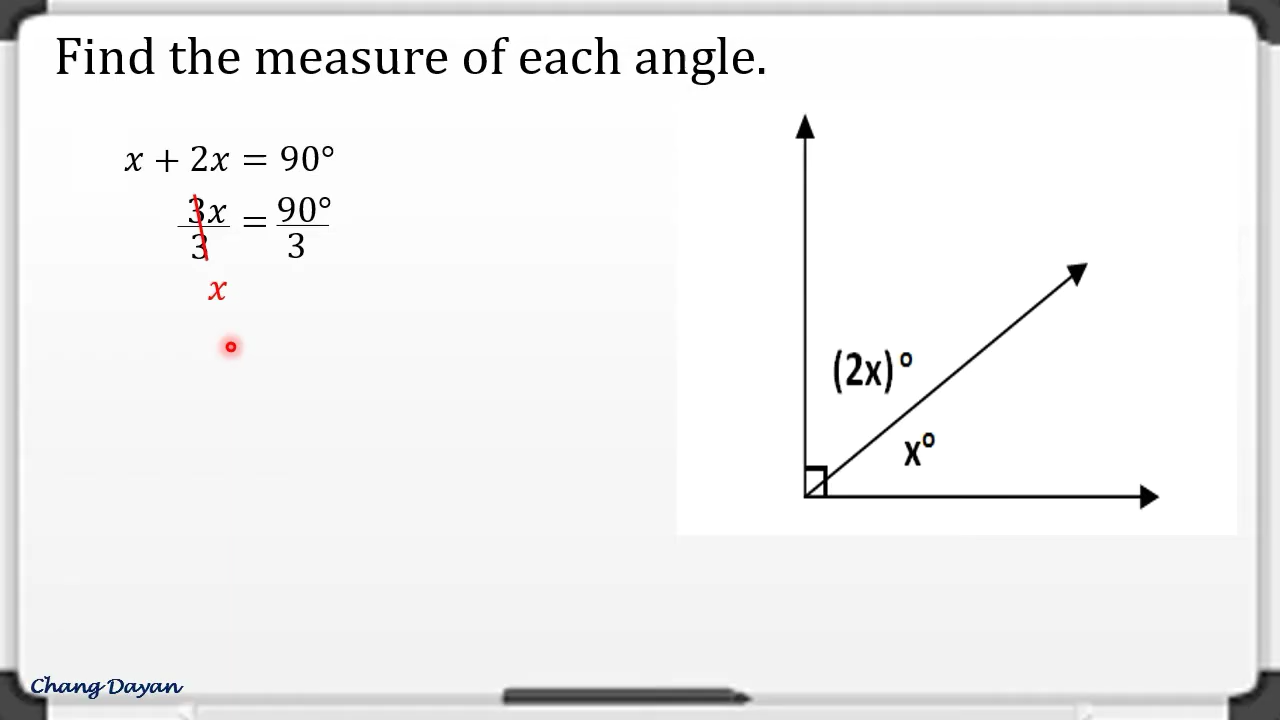 Find the measure of each angle.
𝑥 + 2𝑥 = 90°
3𝑥/3 = 90°/3
𝑥
(2x)°
x°
Chang Dayan